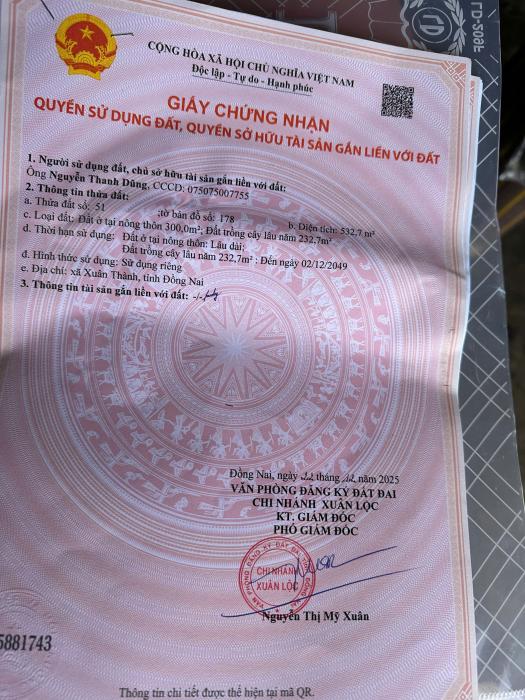 CỘNG HÒA XÃ HỘI CHỦ NGHĨA VIỆT NAM
Độc lập - Tự do - Hạnh phúc
GIẤY CHỨNG NHẬN
QUYỀN SỬ DỤNG ĐẤT, QUYỀN SỞ HỮU TÀI SẢN GẮN LIỀN VỚI ĐẤT
1. Người sử dụng đất, chủ sở hữu tài sản gắn liền với đất:
Ông Nguyễn Thanh Dũng, CCCD: 075075007755
2. Thông tin thửa đất:
a. Thửa đất số: 51 ;tờ bản đồ số: 178 b. Diện tích: 532,7 m²
c. Loại đất: Đất ở tại nông thôn 300,0m², Đất trồng cây lâu năm 232,7m²
d. Thời hạn sử dụng: Đất ở tại nông thôn: Lâu dài;
Đất trồng cây lâu năm 232,7m² : Đến ngày 02/12/2049
đ. Hình thức sử dụng: Sử dụng riêng
e. Địa chỉ: xã Xuân Thành, tỉnh Đồng Nai
3. Thông tin tài sản gắn liền với đất: -/-
Đồng Nai, ngày 22 tháng 12 năm 2025
VĂN PHÒNG ĐĂNG KÝ ĐẤT ĐAI
CHI NHÁNH XUÂN LỘC
KT. GIÁM ĐỐC
PHÓ GIÁM ĐỐC
CHI NHÁNH
XUÂN LỘC
Nguyễn Thị Mỹ Xuân
5881743
Thông tin chi tiết được thể hiện tại mã QR.